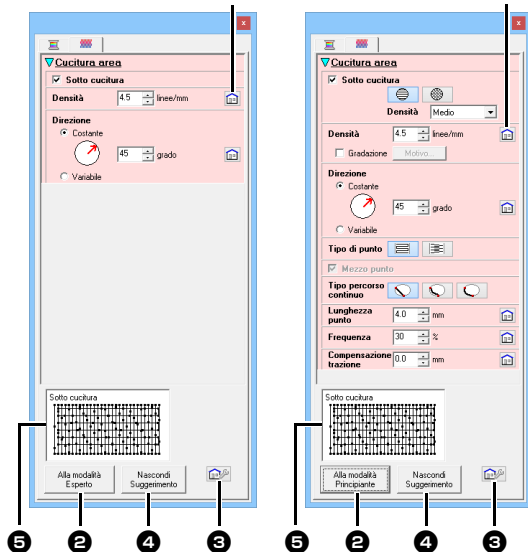 x
Cucitura area
Sotto cucitura
Densità 4.5 linee/mm
Direzione
Costante
45 grado
Variabile
Sotto cucitura
Alla modalità Esperto
Nascondi Suggerimento
5 2 4 3
x
Cucitura area
Sotto cucitura
Densità Medio
Densità 4.5 linee/mm
Gradazione Motivo...
Direzione
Costante
45 grado
Variabile
Tipo di punto
Mezzo punto
Tipo percorso continuo
Lunghezza punto 4.0 mm
Frequenza 30 %
Compensazione trazione 0.0 mm
Sotto cucitura
Alla modalità Principiante
Nascondi Suggerimento
5 2 4 3